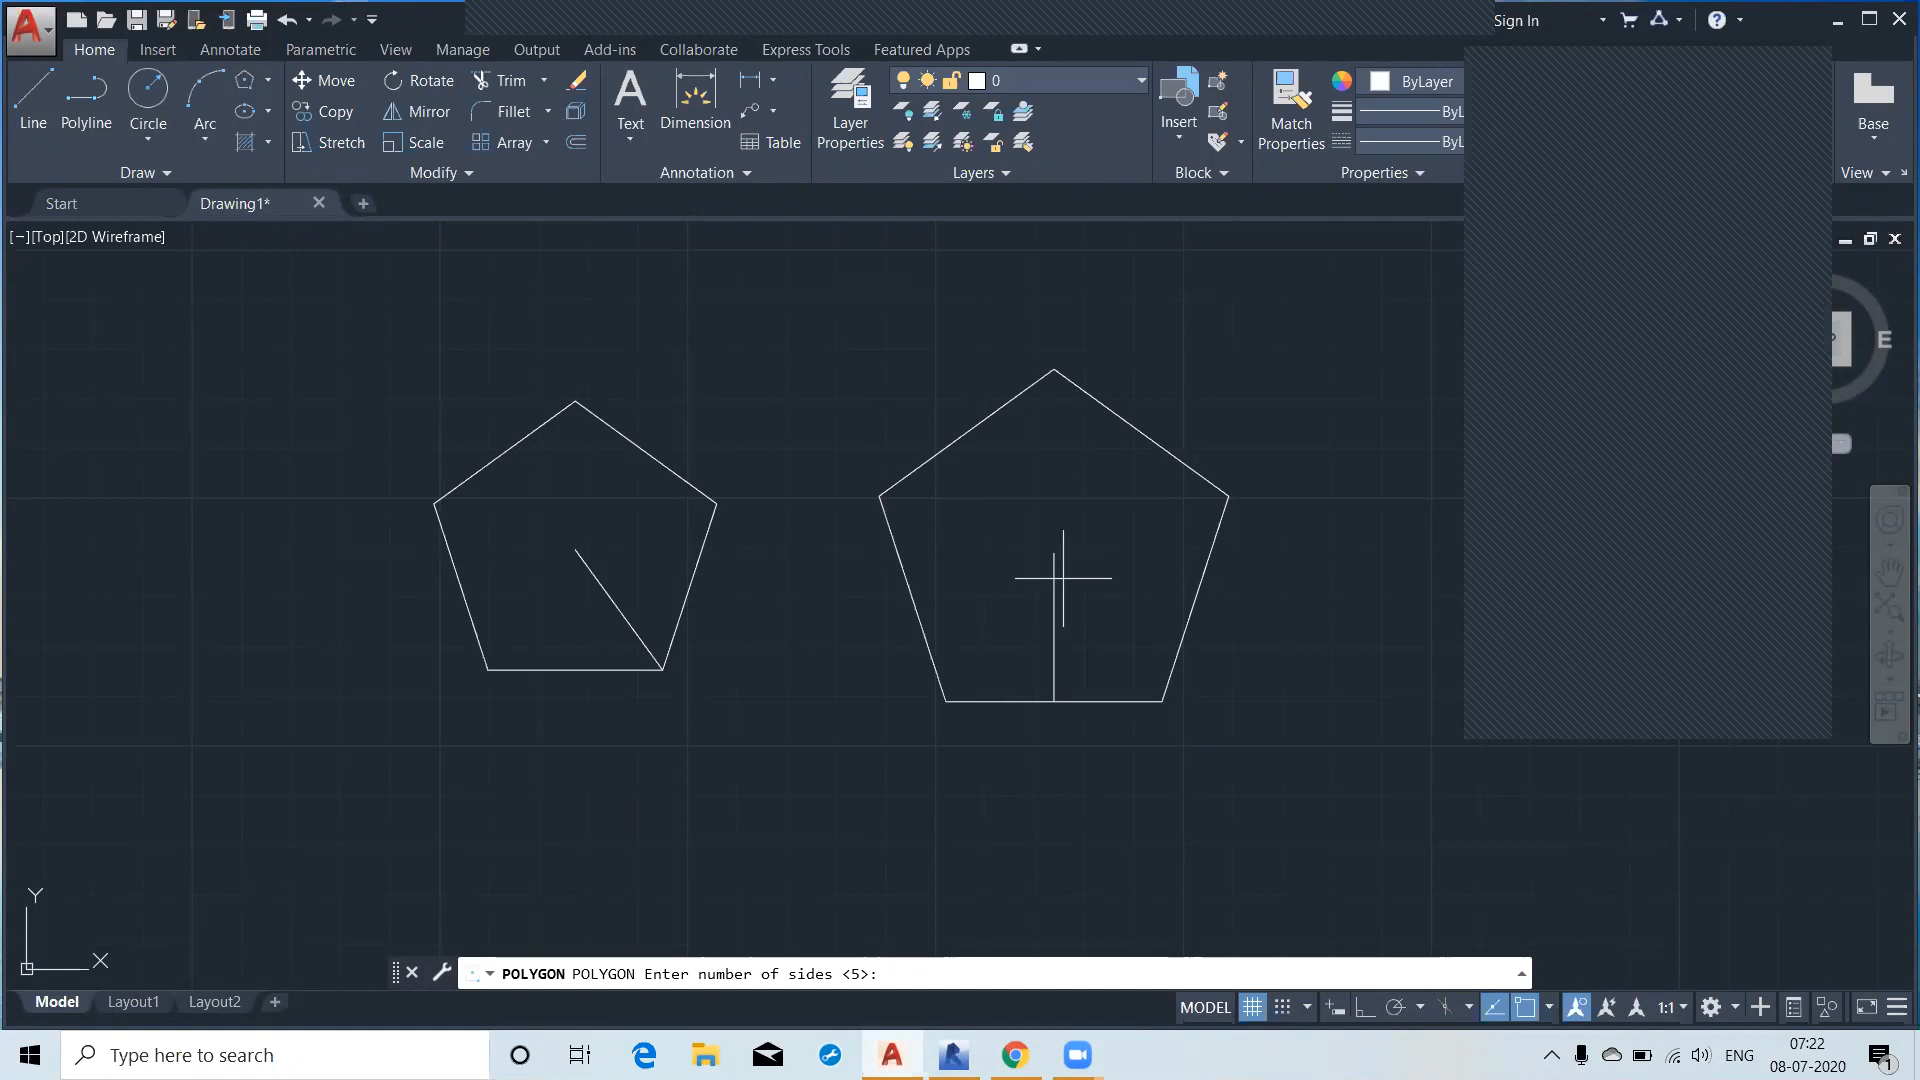 Sign In
Home Insert Annotate Parametric View Manage Output Add-ins Collaborate Express Tools Featured Apps
Line Polyline Circle Arc
Move Rotate Trim
Copy Mirror Fillet
Stretch Scale Array
Text Dimension Table
Layer Properties
0
Insert
Match Properties
ByLayer
ByL
ByL
Base
Draw Modify Annotation Layers Block Properties View
Start Drawing1*
[−][Top][2D Wireframe]
E
Y
X
POLYGON POLYGON Enter number of sides <5>:
Model Layout1 Layout2
MODEL 1:1
Type here to search
ENG
07:22
08-07-2020
1